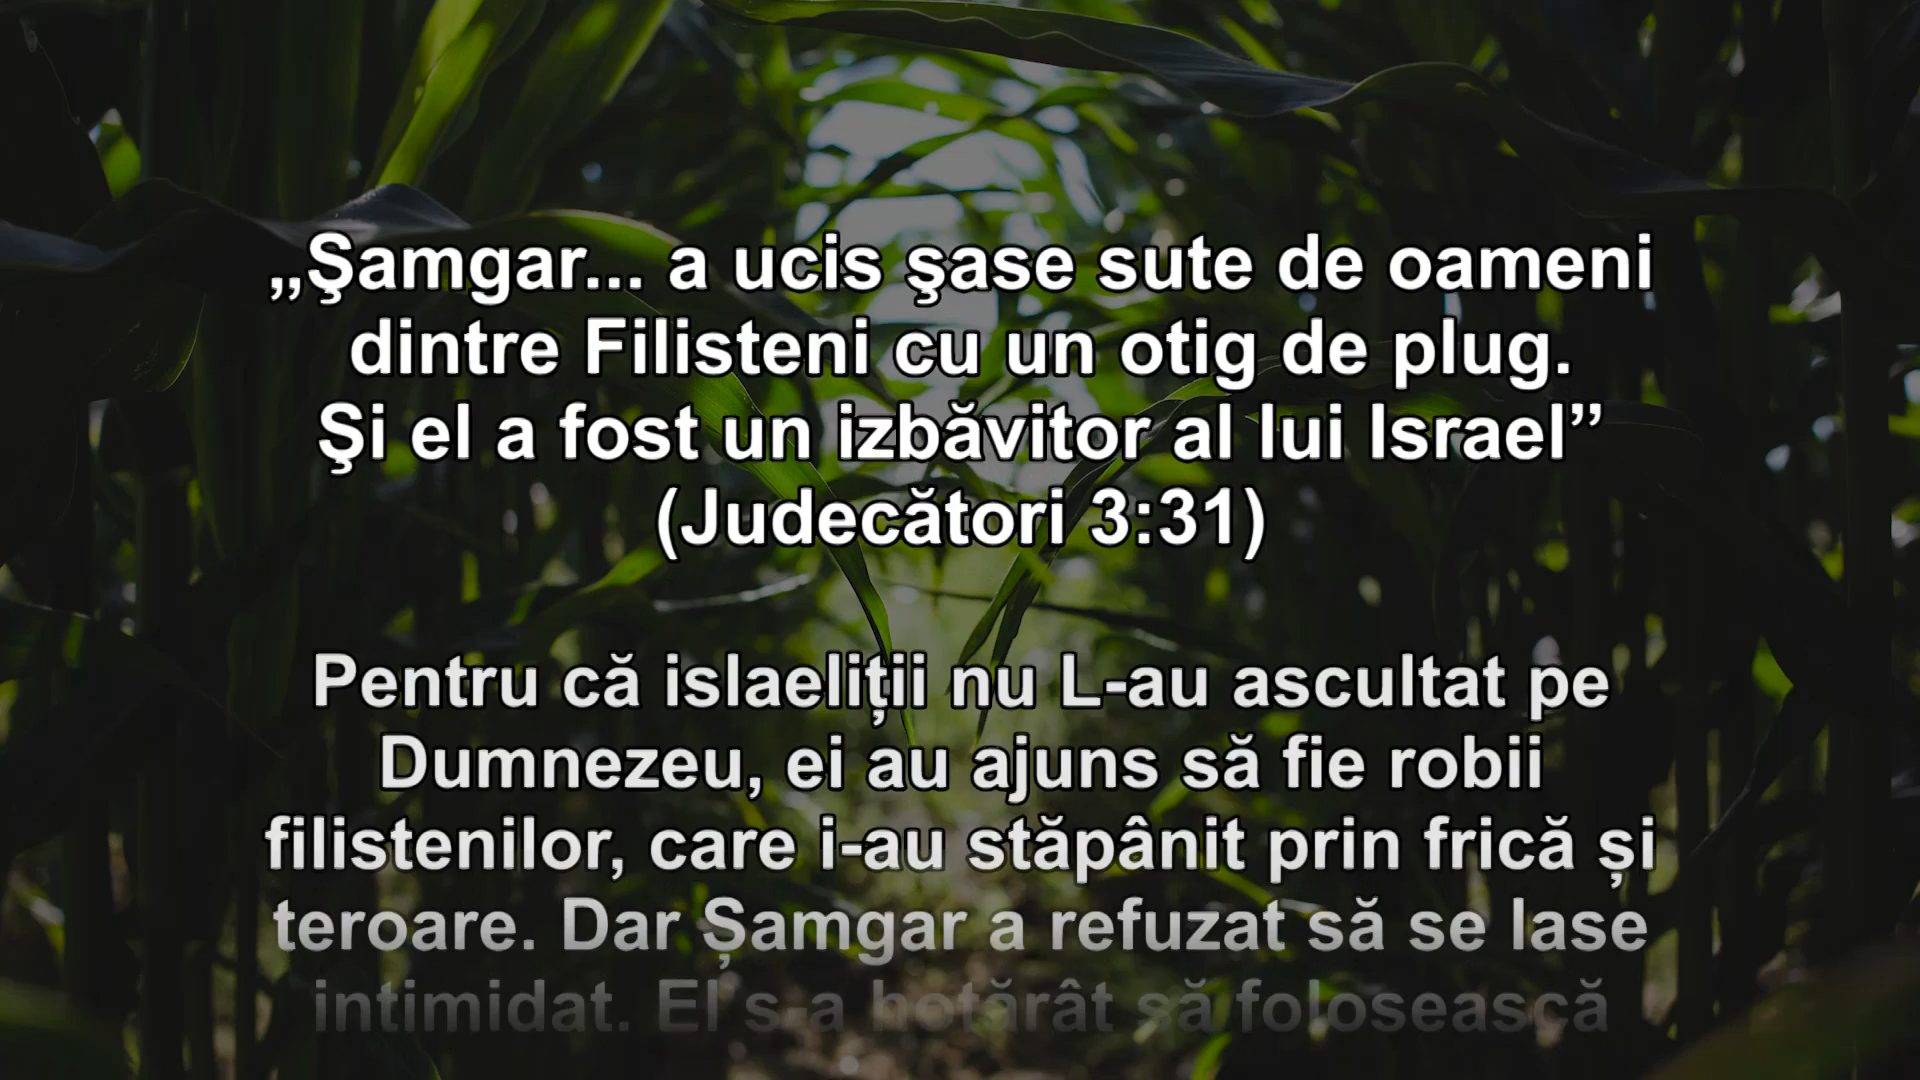 „Şamgar... a ucis şase sute de oameni
dintre Filisteni cu un otig de plug.
Şi el a fost un izbăvitor al lui Israel”
(Judecători 3:31)
Pentru că islaeliții nu L-au ascultat pe
Dumnezeu, ei au ajuns să fie robii
filistenilor, care i-au stăpânit prin frică și
teroare. Dar Șamgar a refuzat să se lase
intimidat. El s-a hotărât să folosească